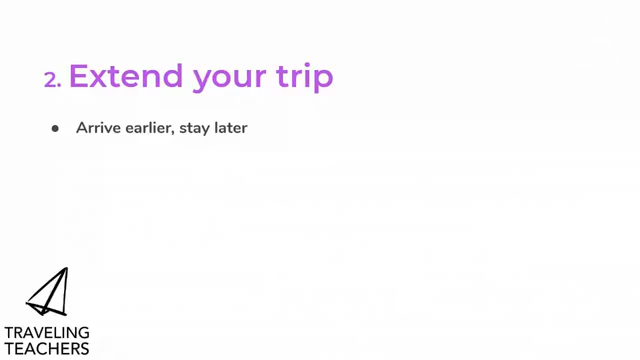 2. Extend your trip
● Arrive earlier, stay later
TRAVELING
TEACHERS